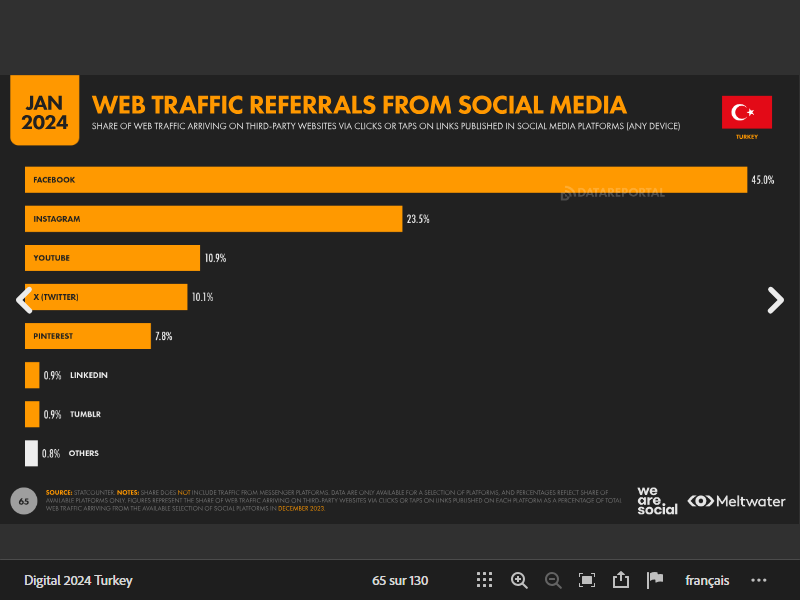 JAN
2024
WEB TRAFFIC REFERRALS FROM SOCIAL MEDIA
SHARE OF WEB TRAFFIC ARRIVING ON THIRD-PARTY WEBSITES VIA CLICKS OR TAPS ON LINKS PUBLISHED IN SOCIAL MEDIA PLATFORMS (ANY DEVICE)
TURKEY
FACEBOOK 45.0%
DATAREPORTAL
INSTAGRAM 23.5%
YOUTUBE 10.9%
X (TWITTER) 10.1%
PINTEREST 7.8%
0.9% LINKEDIN
0.9% TUMBLR
0.8% OTHERS
65
SOURCE: STATCOUNTER. NOTES: SHARE DOES NOT INCLUDE TRAFFIC FROM MESSENGER PLATFORMS. DATA ARE ONLY AVAILABLE FOR A SELECTION OF PLATFORMS, AND PERCENTAGES REFLECT SHARE OF
AVAILABLE PLATFORMS ONLY. FIGURES REPRESENT THE SHARE OF WEB TRAFFIC ARRIVING ON THIRD-PARTY WEBSITES VIA CLICKS OR TAPS ON LINKS PUBLISHED ON EACH PLATFORM AS A PERCENTAGE OF TOTAL
WEB TRAFFIC ARRIVING FROM THE AVAILABLE SELECTION OF SOCIAL PLATFORMS IN DECEMBER 2023.
we
are.
social
Meltwater
Digital 2024 Turkey
65 sur 130
français